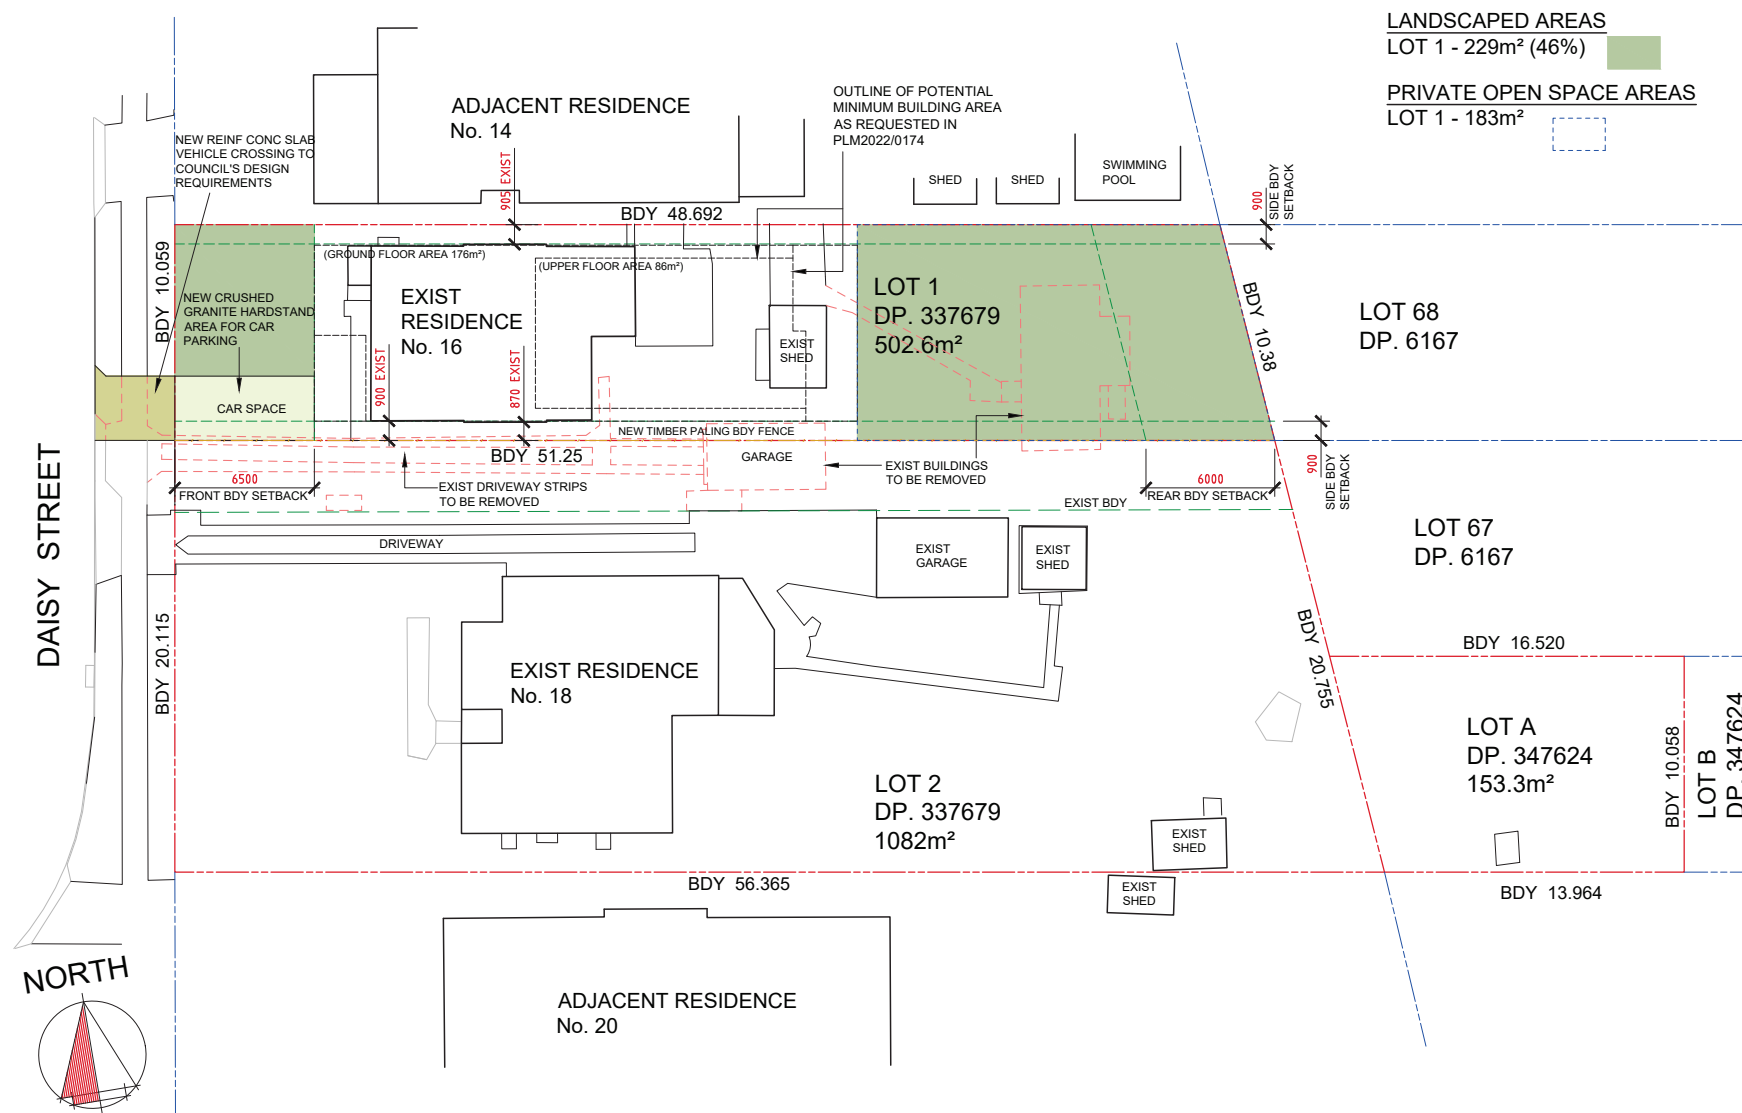 LANDSCAPED AREAS
LOT 1 - 229m² (46%)
PRIVATE OPEN SPACE AREAS
LOT 1 - 183m²
OUTLINE OF POTENTIAL
MINIMUM BUILDING AREA
AS REQUESTED IN
PLM2022/0174
ADJACENT RESIDENCE
No. 14
NEW REINF CONC SLAB
VEHICLE CROSSING TO
COUNCIL'S DESIGN
REQUIREMENTS
905 EXIST
SHED
SHED
SWIMMING
POOL
900
SIDE BDY
SETBACK
BDY 48.692
BDY 10.059
(GROUND FLOOR AREA 176m²)
(UPPER FLOOR AREA 86m²)
NEW CRUSHED
GRANITE HARDSTAND
AREA FOR CAR
PARKING
EXIST
RESIDENCE
No. 16
EXIST
SHED
LOT 1
DP. 337679
502.6m²
BDY 10.38
LOT 68
DP. 6167
900 EXIST
870 EXIST
CAR SPACE
NEW TIMBER PALING BDY FENCE
BDY 51.25
GARAGE
EXIST BUILDINGS
TO BE REMOVED
6500
FRONT BDY SETBACK
EXIST DRIVEWAY STRIPS
TO BE REMOVED
6000
REAR BDY SETBACK
EXIST BDY
900
SIDE BDY
SETBACK
DAISY STREET
DRIVEWAY
EXIST
GARAGE
EXIST
SHED
LOT 67
DP. 6167
BDY 20.115
EXIST RESIDENCE
No. 18
BDY 20.755
BDY 16.520
LOT A
DP. 347624
153.3m²
BDY 10.058
LOT B
DP. 347624
LOT 2
DP. 337679
1082m²
EXIST
SHED
EXIST
SHED
BDY 56.365
BDY 13.964
NORTH
ADJACENT RESIDENCE
No. 20